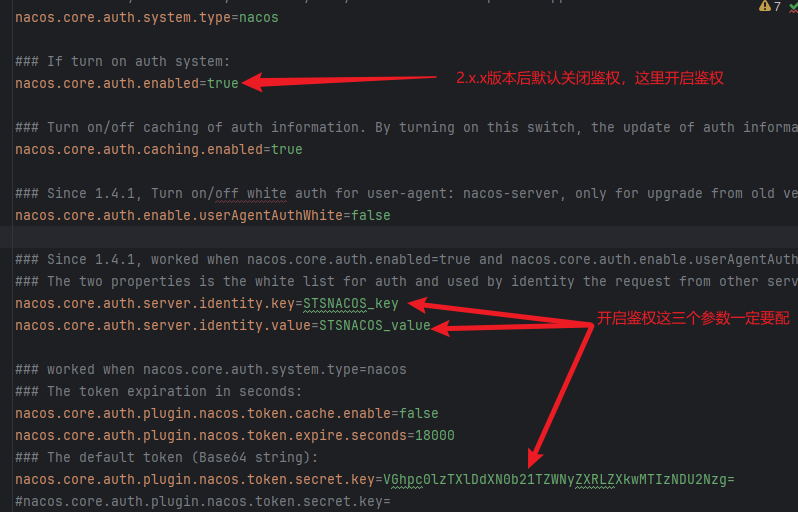 nacos.core.auth.system.type=nacos
7
### If turn on auth system:
nacos.core.auth.enabled=true
2.x.x版本后默认关闭鉴权，这里开启鉴权
### Turn on/off caching of auth information. By turning on this switch, the update of auth informa
nacos.core.auth.caching.enabled=true
### Since 1.4.1, Turn on/off white auth for user-agent: nacos-server, only for upgrade from old ve
nacos.core.auth.enable.userAgentAuthWhite=false
### Since 1.4.1, worked when nacos.core.auth.enabled=true and nacos.core.auth.enable.userAgentAuth
### The two properties is the white list for auth and used by identity the request from other serv
nacos.core.auth.server.identity.key=STSNACOS_key
nacos.core.auth.server.identity.value=STSNACOS_value
开启鉴权这三个参数一定要配
### worked when nacos.core.auth.system.type=nacos
### The token expiration in seconds:
nacos.core.auth.plugin.nacos.token.cache.enable=false
nacos.core.auth.plugin.nacos.token.expire.seconds=18000
### The default token (Base64 string):
nacos.core.auth.plugin.nacos.token.secret.key=VGhpc0lzTXlDdXN0b21TZWNyZXRLZXkwMTIzNDU2Nzg=
#nacos.core.auth.plugin.nacos.token.secret.key=